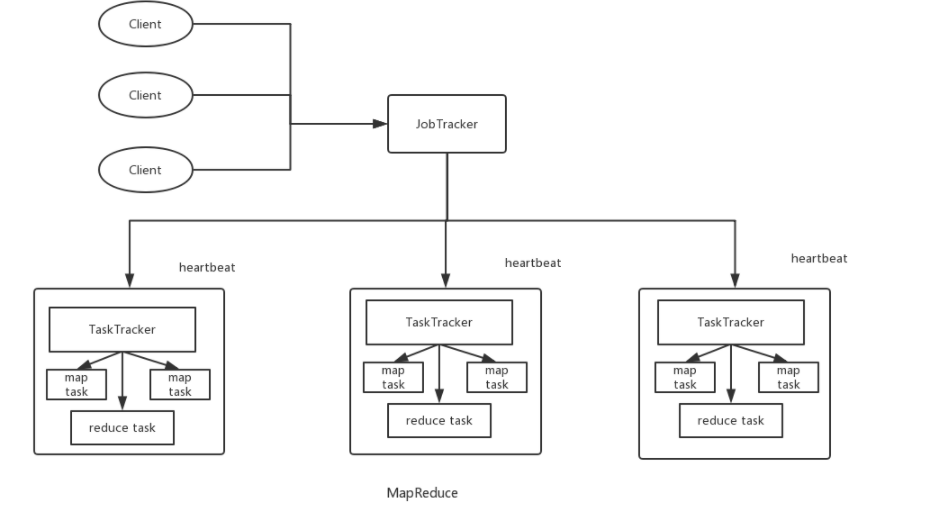 Client
Client
JobTracker
Client
heartbeat
heartbeat
heartbeat
TaskTracker
map
task
map
task
reduce task
TaskTracker
map
task
map
task
reduce task
TaskTracker
map
task
map
task
reduce task
MapReduce